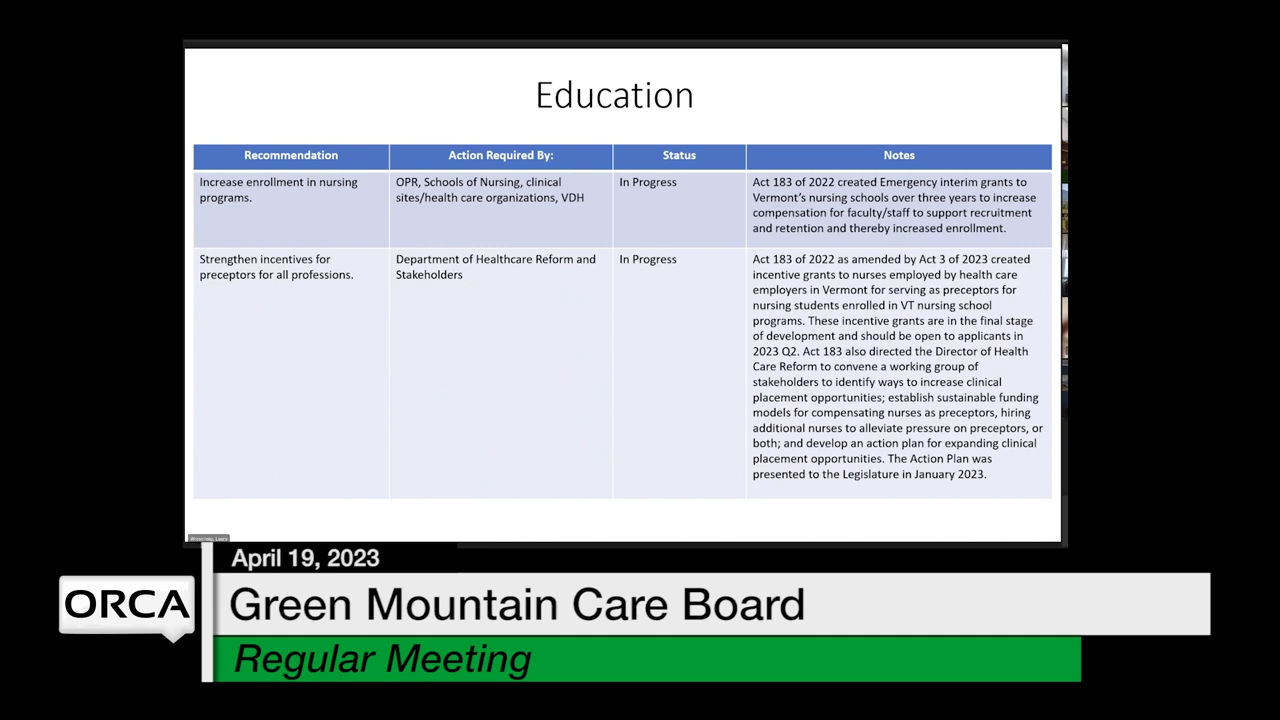 Education
Recommendation
Action Required By:
Status
Notes
Increase enrollment in nursing
programs.
OPR, Schools of Nursing, clinical
sites/health care organizations, VDH
In Progress
Act 183 of 2022 created Emergency interim grants to
Vermont's nursing schools over three years to increase
compensation for faculty/staff to support recruitment
and retention and thereby increased enrollment.
Strengthen incentives for
preceptors for all professions.
Department of Healthcare Reform and
Stakeholders
In Progress
Act 183 of 2022 as amended by Act 3 of 2023 created
incentive grants to nurses employed by health care
employers in Vermont for serving as preceptors for
nursing students enrolled in VT nursing school
programs. These incentive grants are in the final stage
of development and should be open to applicants in
2023 Q2. Act 183 also directed the Director of Health
Care Reform to convene a working group of
stakeholders to identify ways to increase clinical
placement opportunities; establish sustainable funding
models for compensating nurses as preceptors, hiring
additional nurses to alleviate pressure on preceptors, or
both; and develop an action plan for expanding clinical
placement opportunities. The Action Plan was
presented to the Legislature in January 2023.
April 19, 2023
ORCA
Green Mountain Care Board
Regular Meeting